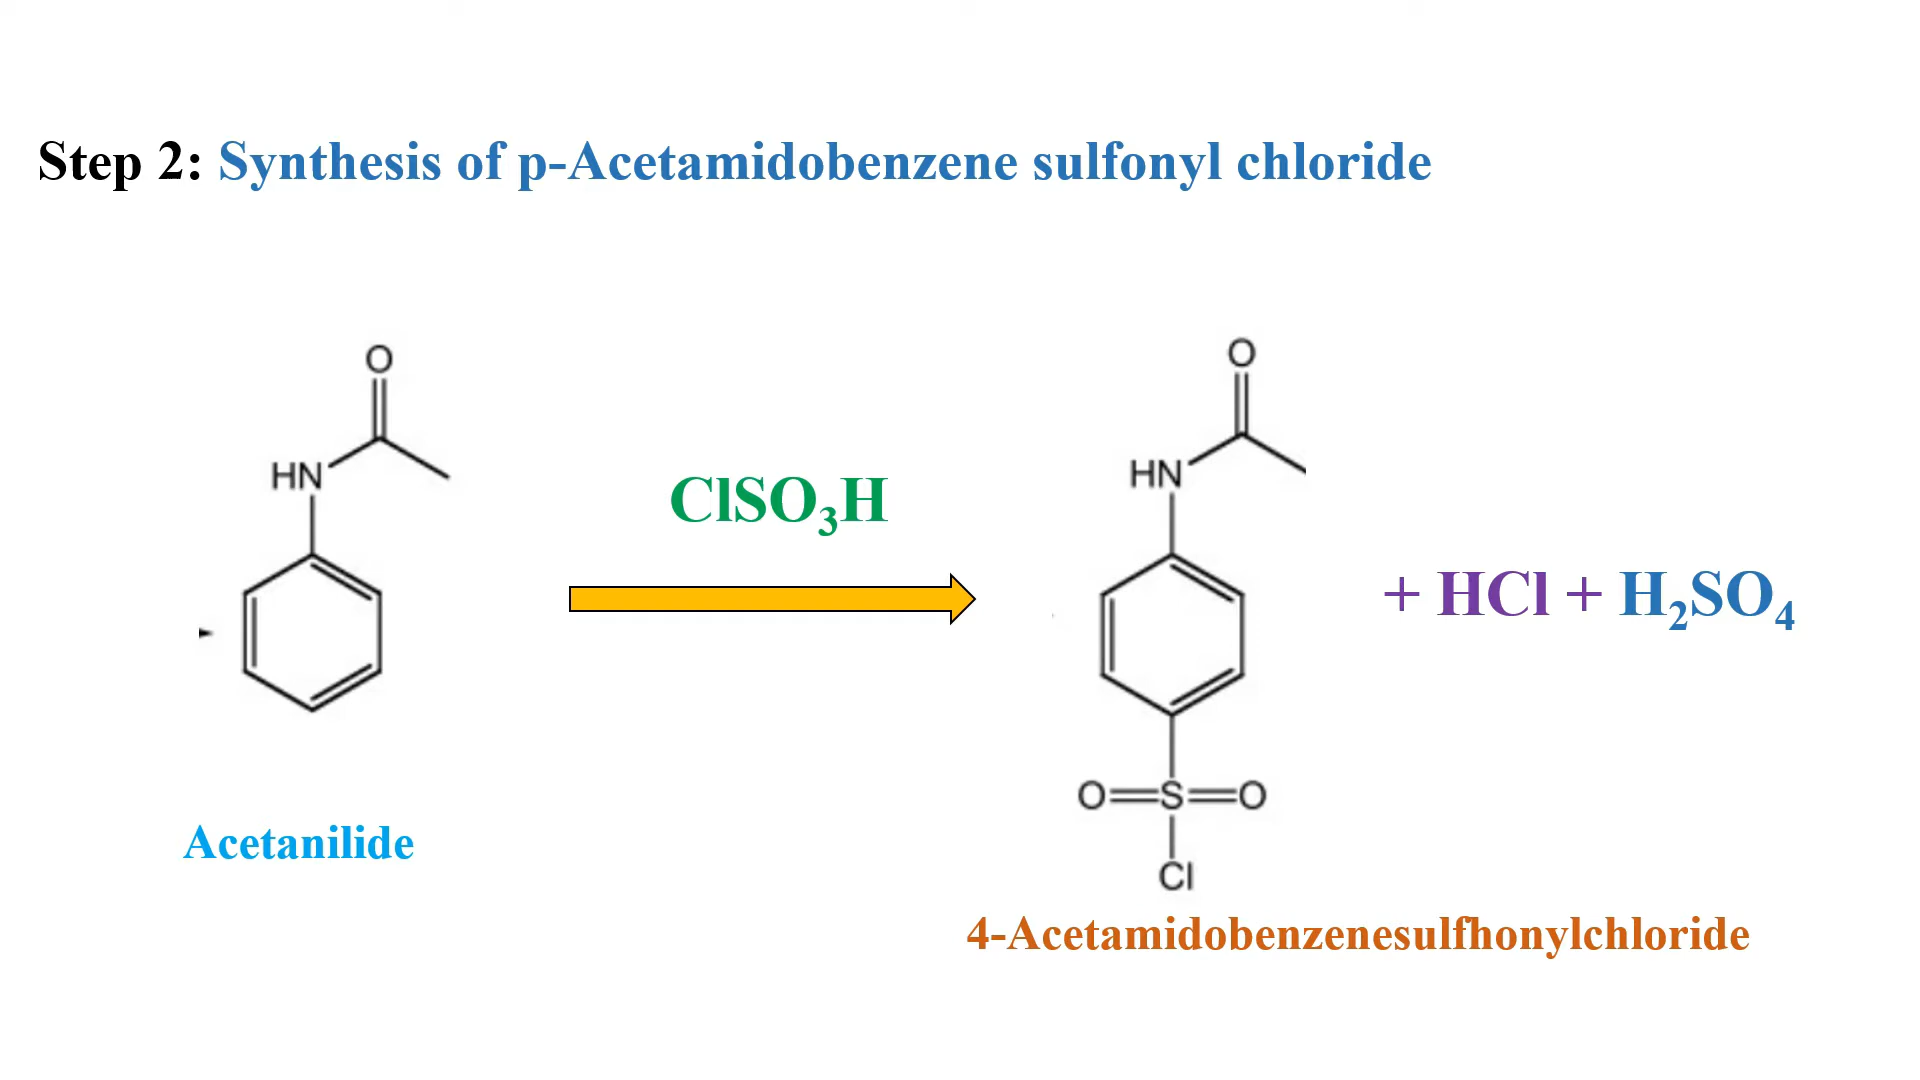 Step 2: Synthesis of p-Acetamidobenzene sulfonyl chloride
O
HN
ClSO₃H
O
HN
O=S=O
Cl
+ HCl + H₂SO₄
Acetanilide
4-Acetamidobenzenesulfhonylchloride